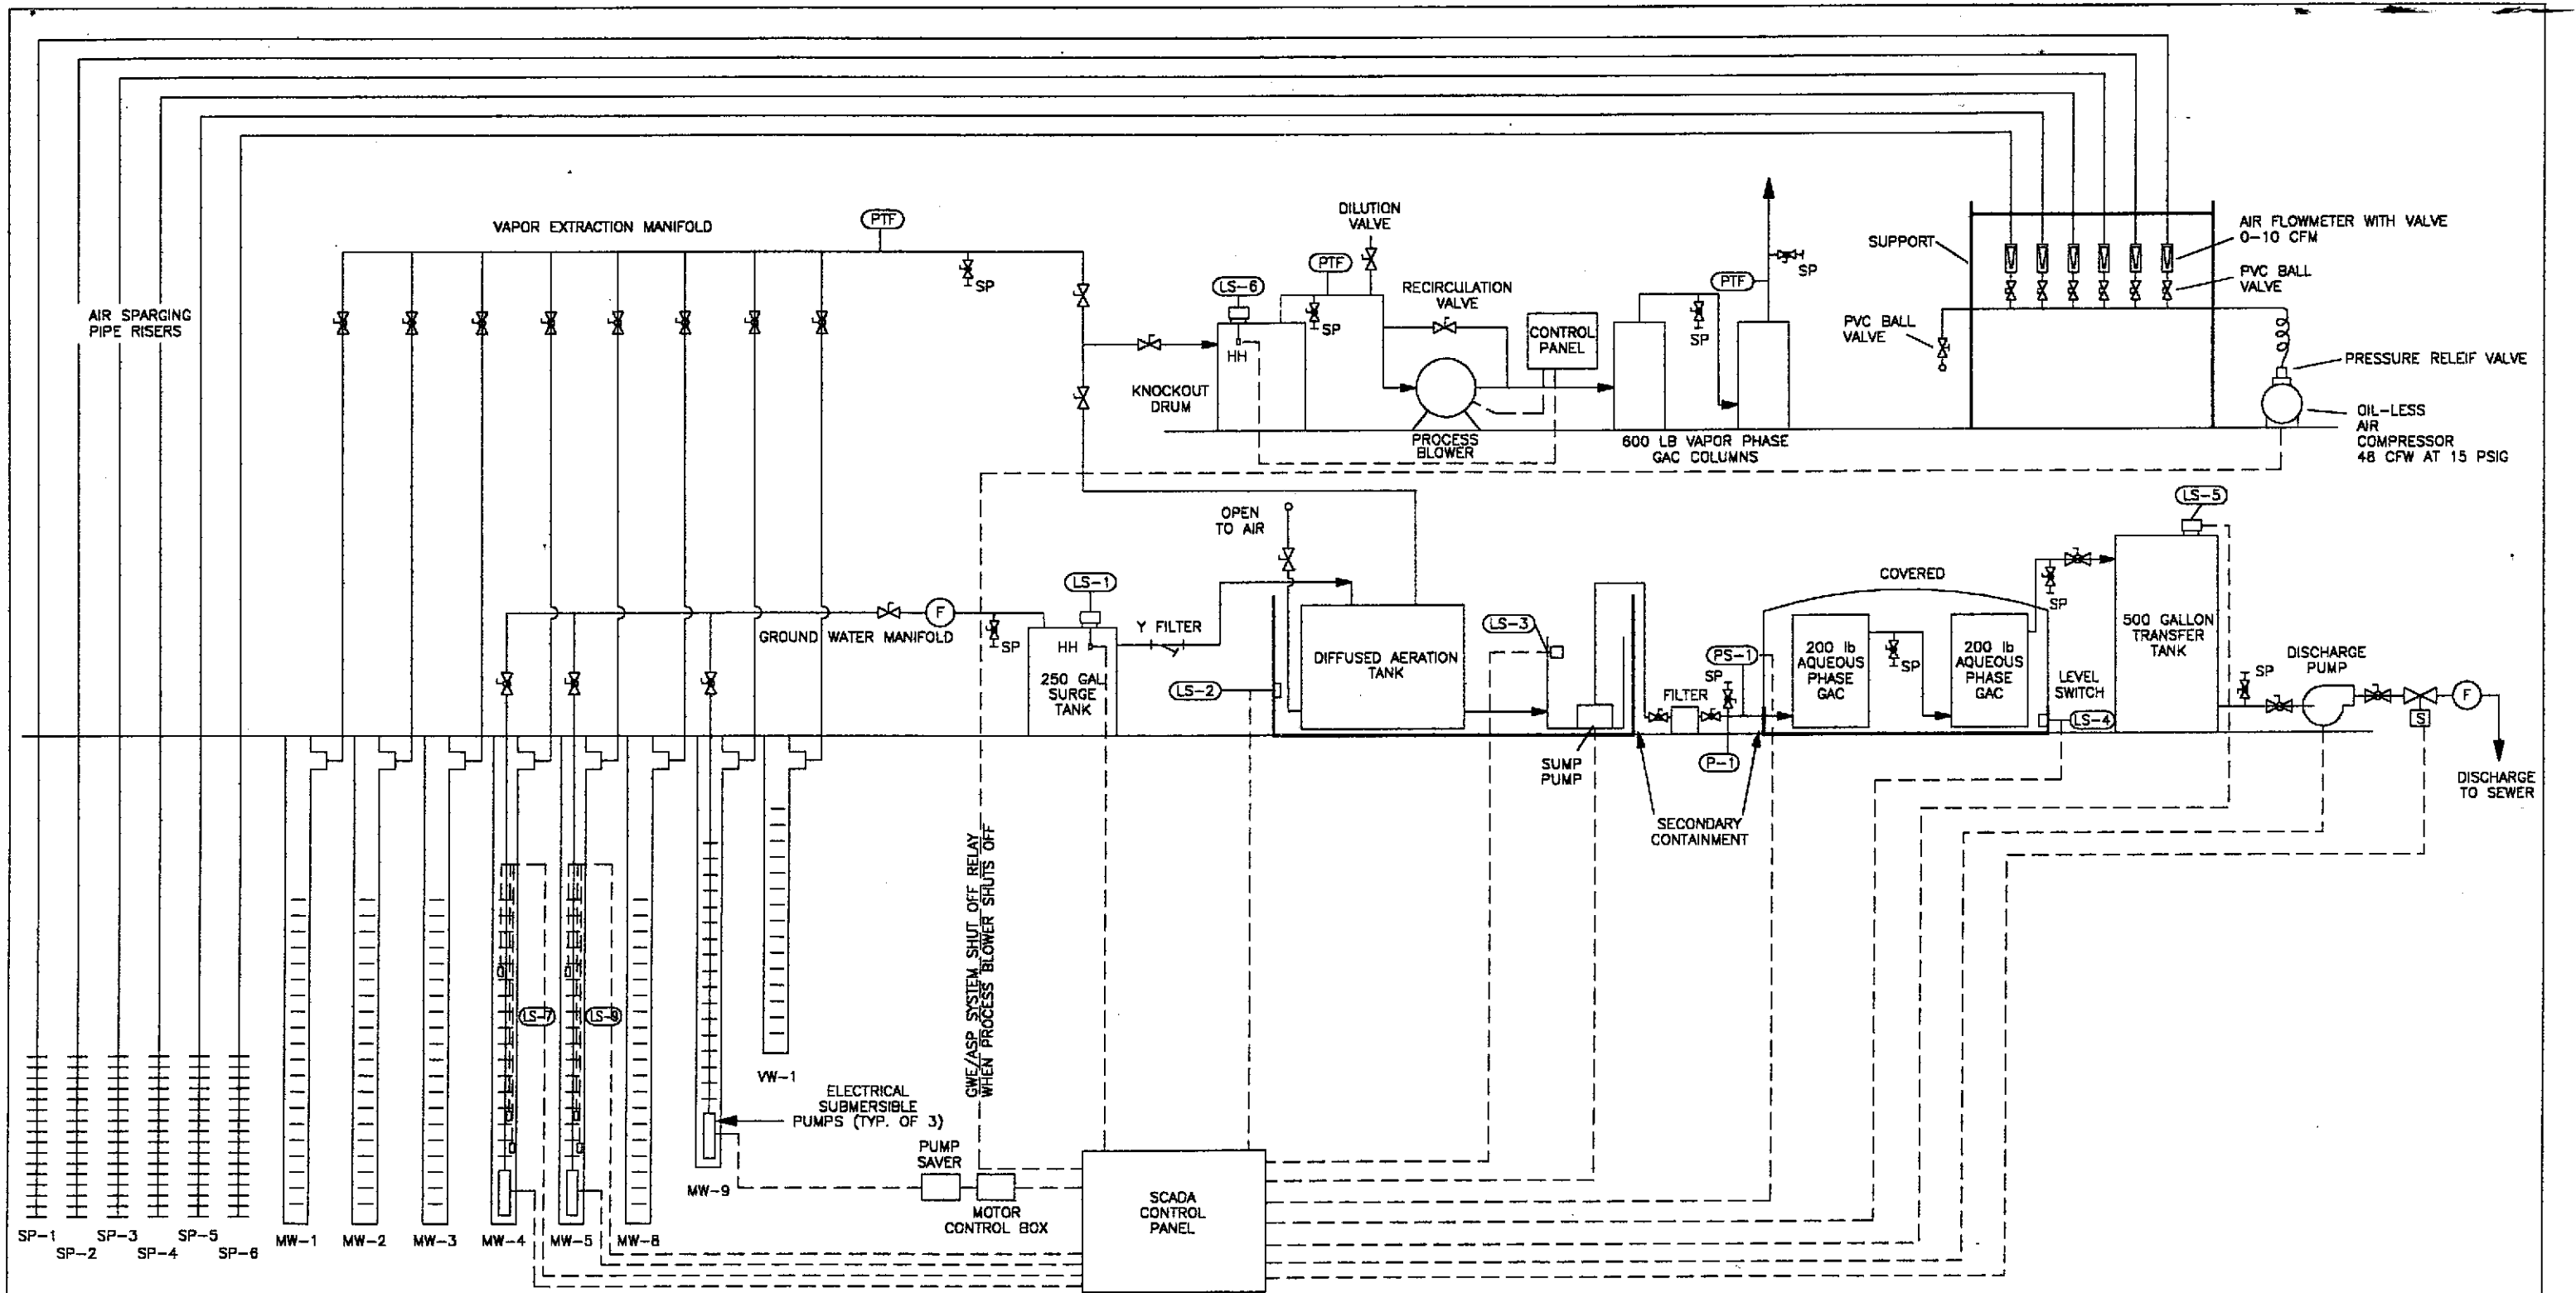 VAPOR EXTRACTION MANIFOLD
PTF
SP
AIR SPARGING
PIPE RISERS
DILUTION
VALVE
PTF
LS-6
SP
HH
RECIRCULATION
VALVE
CONTROL
PANEL
KNOCKOUT
DRUM
PROCESS
BLOWER
SP
PTF
SP
600 LB VAPOR PHASE
GAC COLUMNS
SUPPORT
AIR FLOWMETER WITH VALVE
0-10 CFM
PVC BALL
VALVE
PVC BALL
VALVE
PRESSURE RELEIF VALVE
OIL-LESS
AIR
COMPRESSOR
48 CFW AT 15 PSIG
GROUND WATER MANIFOLD
F
SP
LS-1
HH
250 GAL
SURGE
TANK
Y FILTER
OPEN
TO AIR
LS-2
DIFFUSED AERATION
TANK
LS-3
SUMP
PUMP
FILTER
SP
PS-1
P-1
SECONDARY
CONTAINMENT
COVERED
200 lb
AQUEOUS
PHASE
GAC
SP
200 lb
AQUEOUS
PHASE
GAC
SP
LEVEL
SWITCH
LS-4
LS-5
500 GALLON
TRANSFER
TANK
SP
DISCHARGE
PUMP
S
F
DISCHARGE
TO SEWER
GWE/ASP SYSTEM SHUT OFF RELAY
WHEN PROCESS BLOWER SHUTS OFF
LS-7
VW-1
ELECTRICAL
SUBMERSIBLE
PUMPS (TYP. OF 3)
PUMP
SAVER
MOTOR
CONTROL BOX
SCADA
CONTROL
PANEL
SP-1
SP-2
SP-3
SP-4
SP-5
SP-6
MW-1
MW-2
MW-3
MW-4
MW-5
MW-8
MW-9